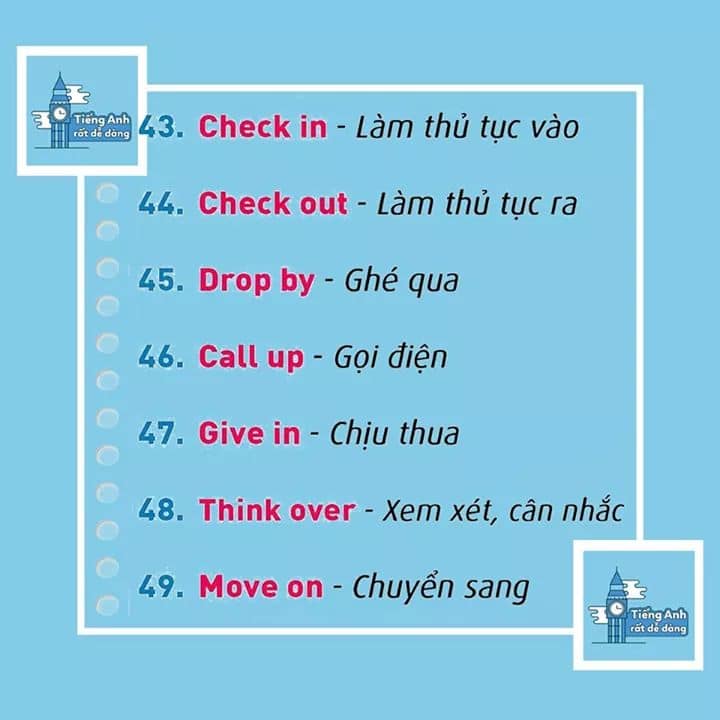 Tiếng Anh
rất dễ dàng
43. Check in - Làm thủ tục vào
44. Check out - Làm thủ tục ra
45. Drop by - Ghé qua
46. Call up - Gọi điện
47. Give in - Chịu thua
48. Think over - Xem xét, cân nhắc
49. Move on - Chuyển sang
Tiếng Anh
rất dễ dàng